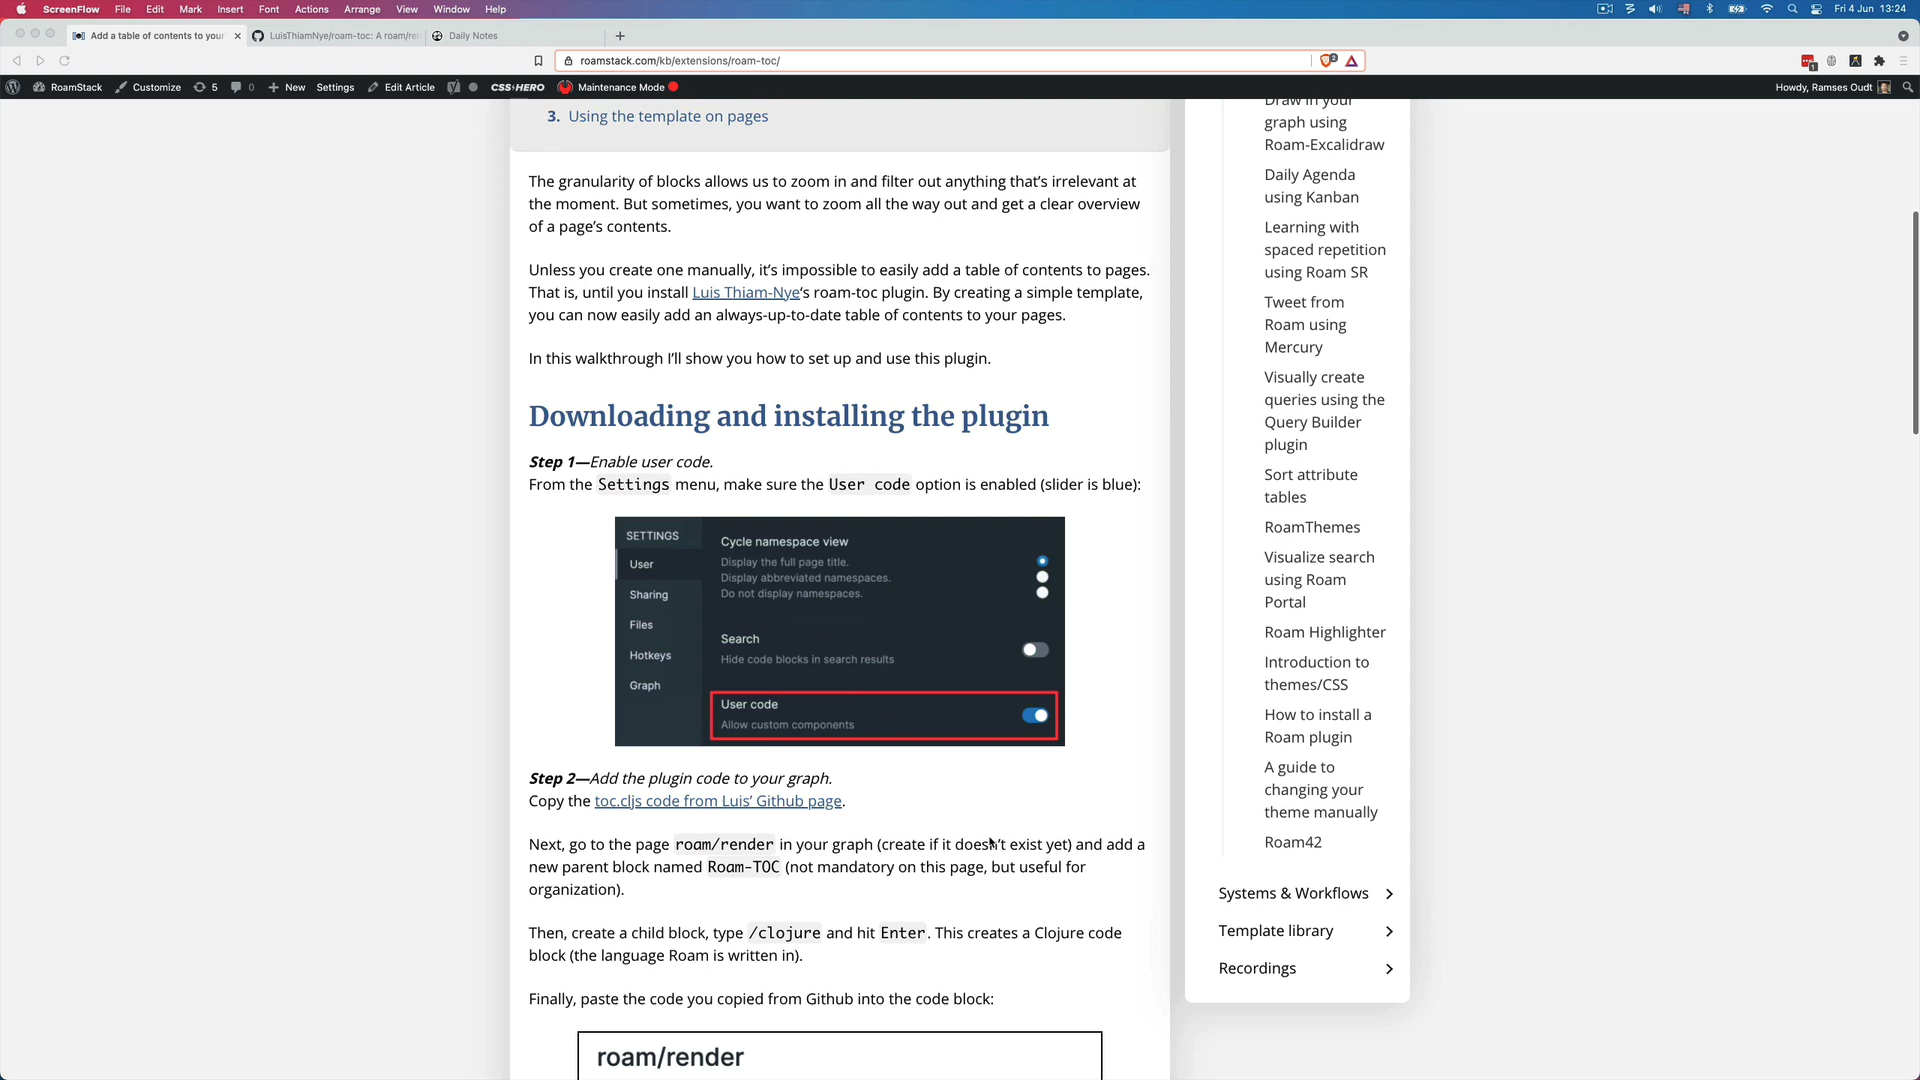 ScreenFlow File Edit Mark Insert Font Actions Arrange View Window Help Fri 4 Jun 13:24
Add a table of contents to your LuisThiamNye/roam-toc: A roam/ren Daily Notes
roamstack.com/kb/extensions/roam-toc/
RoamStack Customize 5 0 New Settings Edit Article CSS HERO Maintenance Mode Howdy, Ramses Oudt
3. Using the template on pages
The granularity of blocks allows us to zoom in and filter out anything that's irrelevant at
the moment. But sometimes, you want to zoom all the way out and get a clear overview
of a page's contents.
Unless you create one manually, it's impossible to easily add a table of contents to pages.
That is, until you install Luis Thiam-Nye's roam-toc plugin. By creating a simple template,
you can now easily add an always-up-to-date table of contents to your pages.
In this walkthrough I'll show you how to set up and use this plugin.
Downloading and installing the plugin
Step 1—Enable user code.
From the Settings menu, make sure the User code option is enabled (slider is blue):
SETTINGS
User
Sharing
Files
Hotkeys
Graph
Cycle namespace view
Display the full page title.
Display abbreviated namespaces.
Do not display namespaces.
Search
Hide code blocks in search results
User code
Allow custom components
Step 2—Add the plugin code to your graph.
Copy the toc.cljs code from Luis' Github page.
Next, go to the page roam/render in your graph (create if it doesn't exist yet) and add a
new parent block named Roam-TOC (not mandatory on this page, but useful for
organization).
Then, create a child block, type /clojure and hit Enter. This creates a Clojure code
block (the language Roam is written in).
Finally, paste the code you copied from Github into the code block:
roam/render
Draw in your
graph using
Roam-Excalidraw
Daily Agenda
using Kanban
Learning with
spaced repetition
using Roam SR
Tweet from
Roam using
Mercury
Visually create
queries using the
Query Builder
plugin
Sort attribute
tables
RoamThemes
Visualize search
using Roam
Portal
Roam Highlighter
Introduction to
themes/CSS
How to install a
Roam plugin
A guide to
changing your
theme manually
Roam42
Systems & Workflows
Template library
Recordings